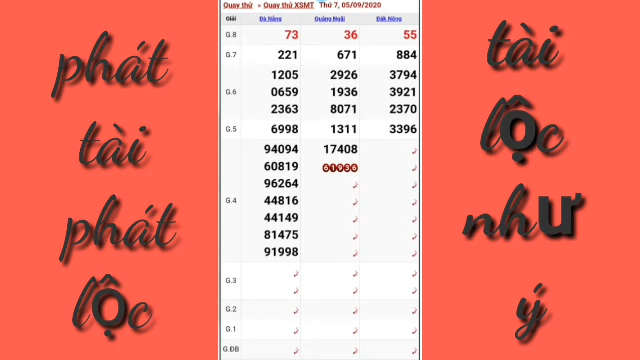 phát
tài
phát
lộc
Quay thử » Quay thử XSMT Thứ 7, 05/09/2020
Giải Đà Nẵng Quảng Ngãi Đắk Nông
G.8 73 36 55
G.7 221 671 884
1205 2926 3794
G.6 0659 1936 3921
2363 8071 2370
G.5 6998 1311 3396
94094 17408
60819 61936
96264
G.4 44816
44149
81475
91998
G.3
G.2
G.1
G.ĐB
tài
lộc
như
ý